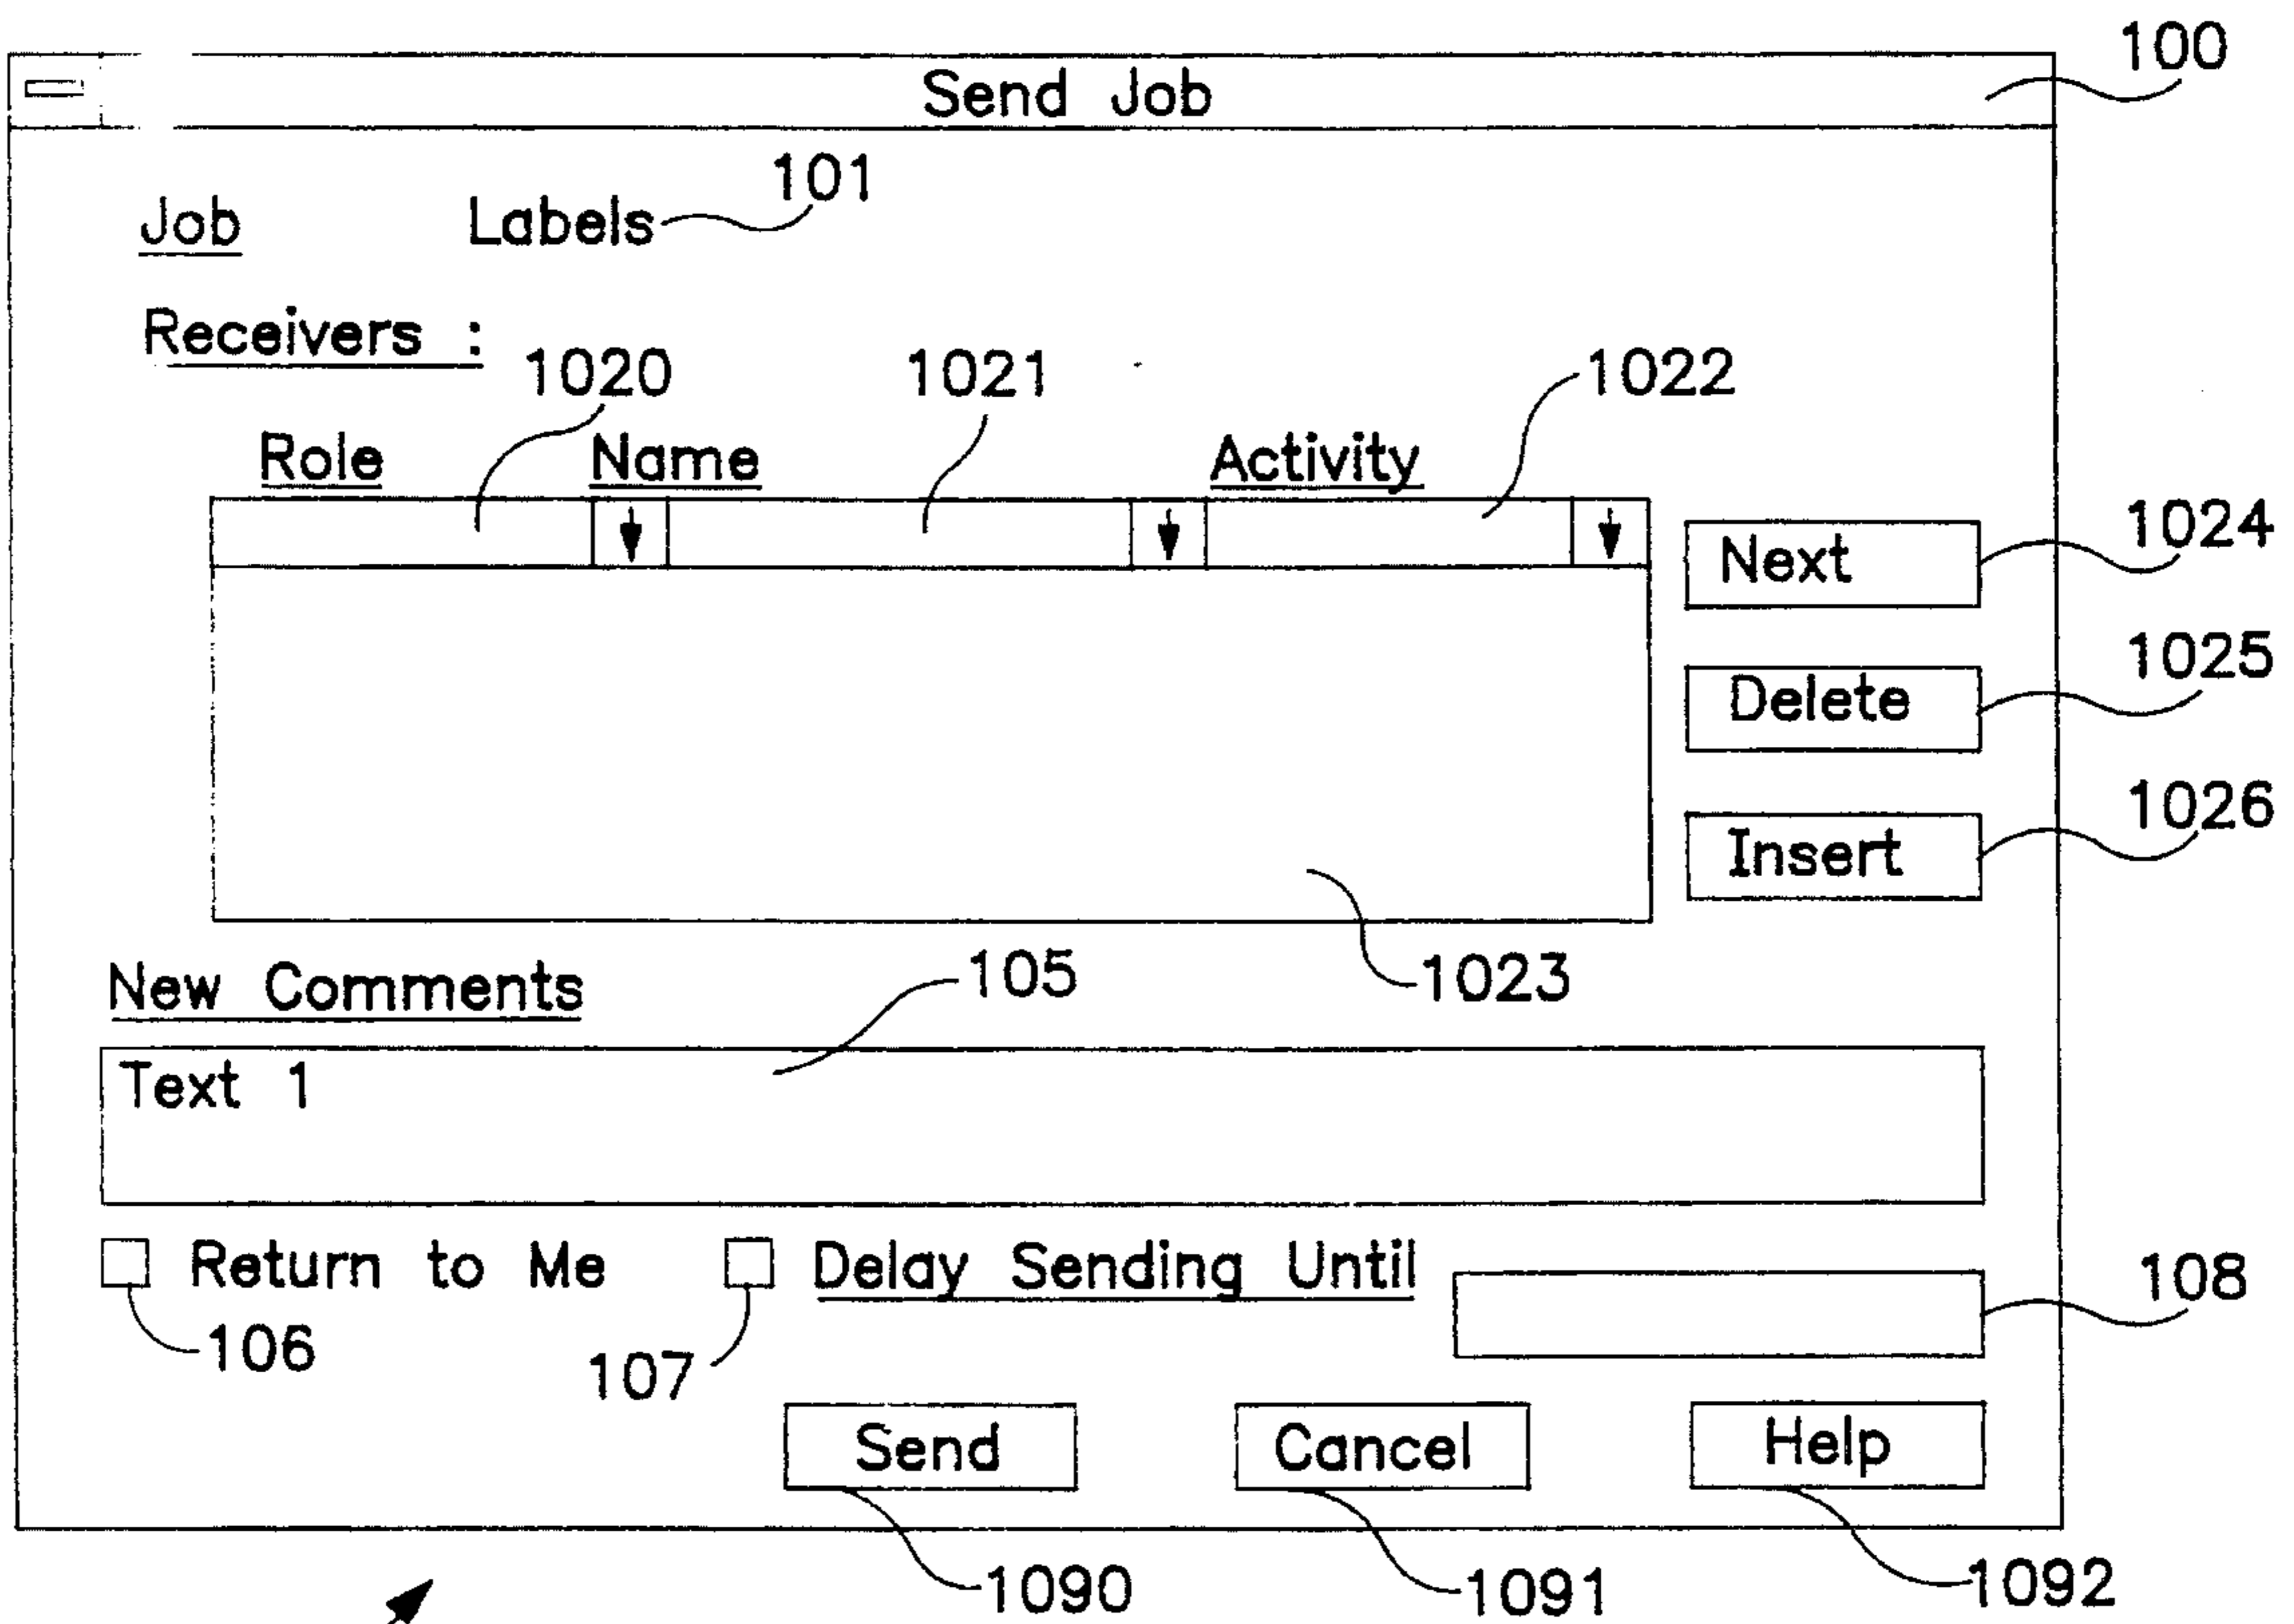 100
Send Job
101
Job Labels
Receivers :
1020 1021 1022
Role Name Activity
1024
Next
1025
Delete
1026
Insert
1023
New Comments 105
Text 1
Return to Me Delay Sending Until
108
106 107
Send Cancel Help
1090 1091 1092